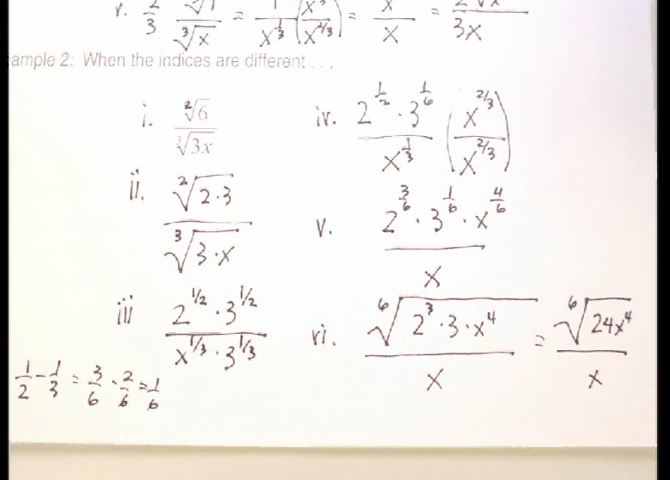 v. 2/3 ∛x = 1/x^(1/3) (x^(2/3)) = x/x = 3x
ample 2: When the indices are different . . .
i. ²√6 / ³√3x
ii. ²√2·3 / ³√3·x
iii 2^(1/2) · 3^(1/2) / x^(1/3) · 3^(1/3)
1/2 - 1/3 = 3/6 - 2/6 = 1/6
iv. 2^(1/2) · 3^(1/6) / x^(1/3) (x^(2/3) / x^(2/3))
v. 2^(3/6) · 3^(1/6) · x^(4/6) / x
vi. ⁶√2³·3·x⁴ / x = ⁶√24x⁴ / x